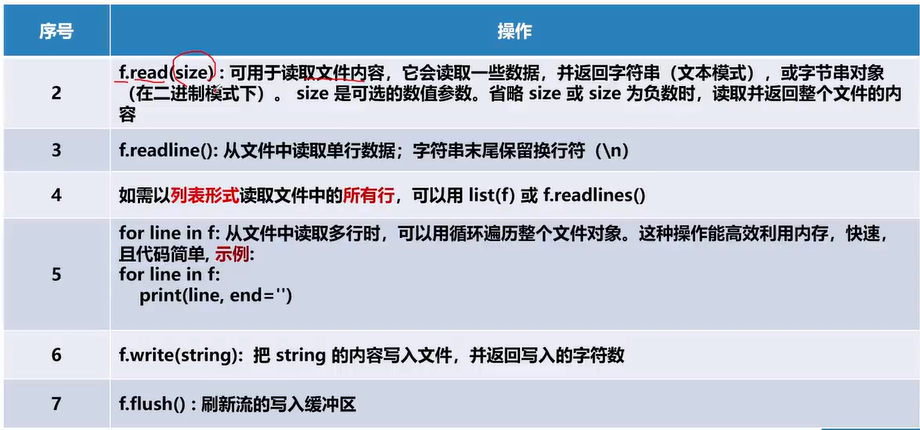 序号 操作
2 f.read(size) : 可用于读取文件内容，它会读取一些数据，并返回字符串（文本模式），或字节串对象
（在二进制模式下）。 size 是可选的数值参数。省略 size 或 size 为负数时，读取并返回整个文件的内
容
3 f.readline(): 从文件中读取单行数据；字符串末尾保留换行符（\n）
4 如需以列表形式读取文件中的所有行，可以用 list(f) 或 f.readlines()
5 for line in f: 从文件中读取多行时，可以用循环遍历整个文件对象。这种操作能高效利用内存，快速，
且代码简单, 示例:
for line in f:
print(line, end='')
6 f.write(string): 把 string 的内容写入文件，并返回写入的字符数
7 f.flush() : 刷新流的写入缓冲区